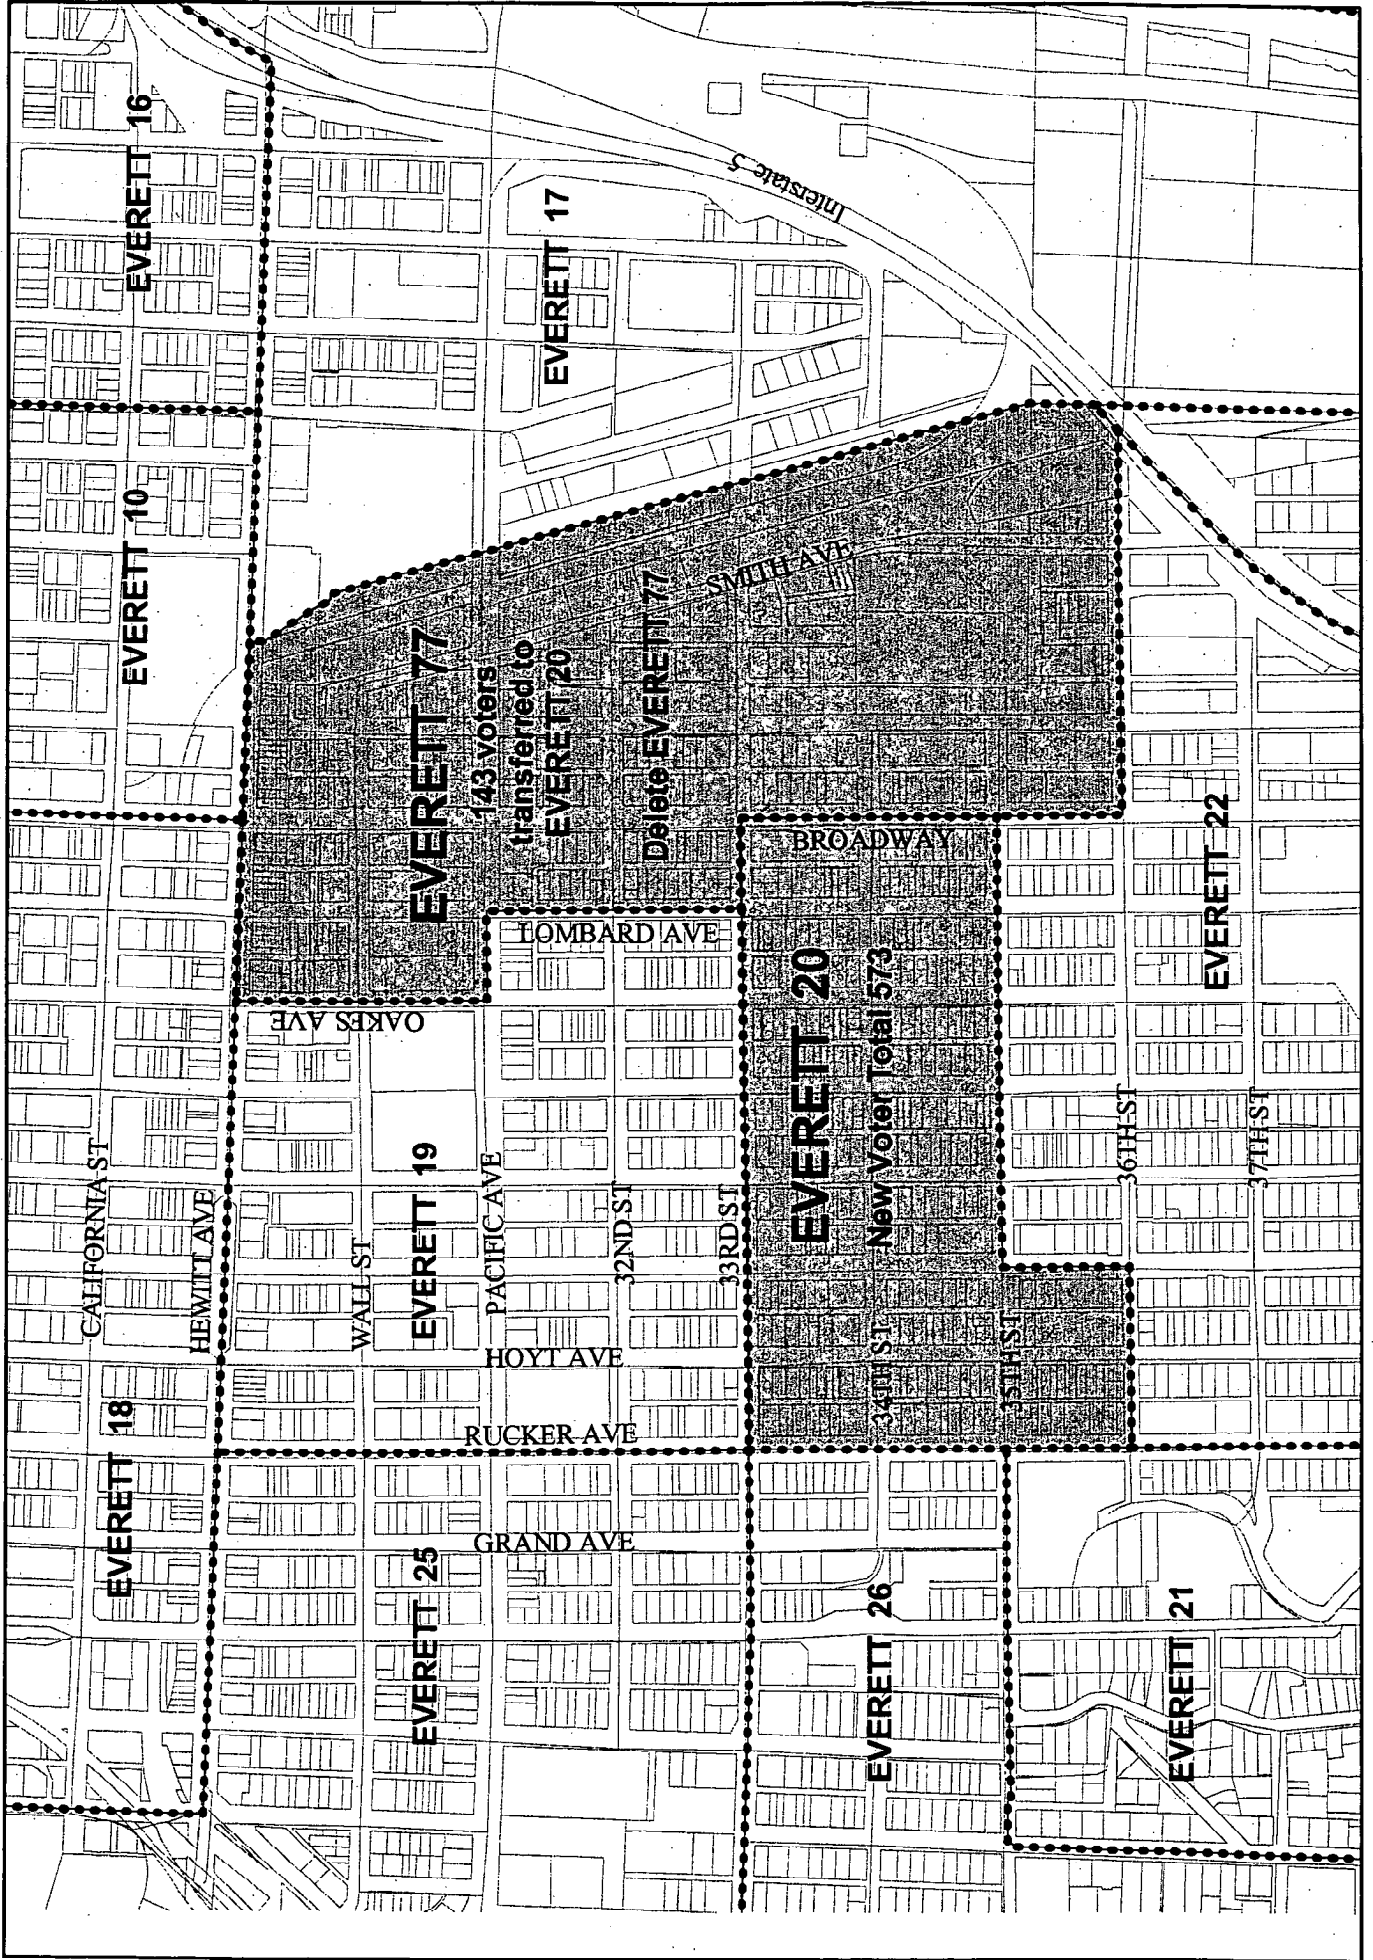 EVERETT 16
EVERETT 10
EVERETT 18
EVERETT 17
Interstate 5
CALIFORNIA ST
HEWITT AVE
EVERETT 77
143 voters
transferred to
EVERETT 20
Delete EVERETT 77
SMITH AVE
OAKES AVE
LOMBARD AVE
BROADWAY
WALL ST
EVERETT 19
PACIFIC AVE
32ND ST
33RD ST
HOYT AVE
RUCKER AVE
GRAND AVE
EVERETT 25
EVERETT 20
New Voter Total 573
34TH ST
35TH ST
36TH ST
37TH ST
EVERETT 22
EVERETT 26
EVERETT 21